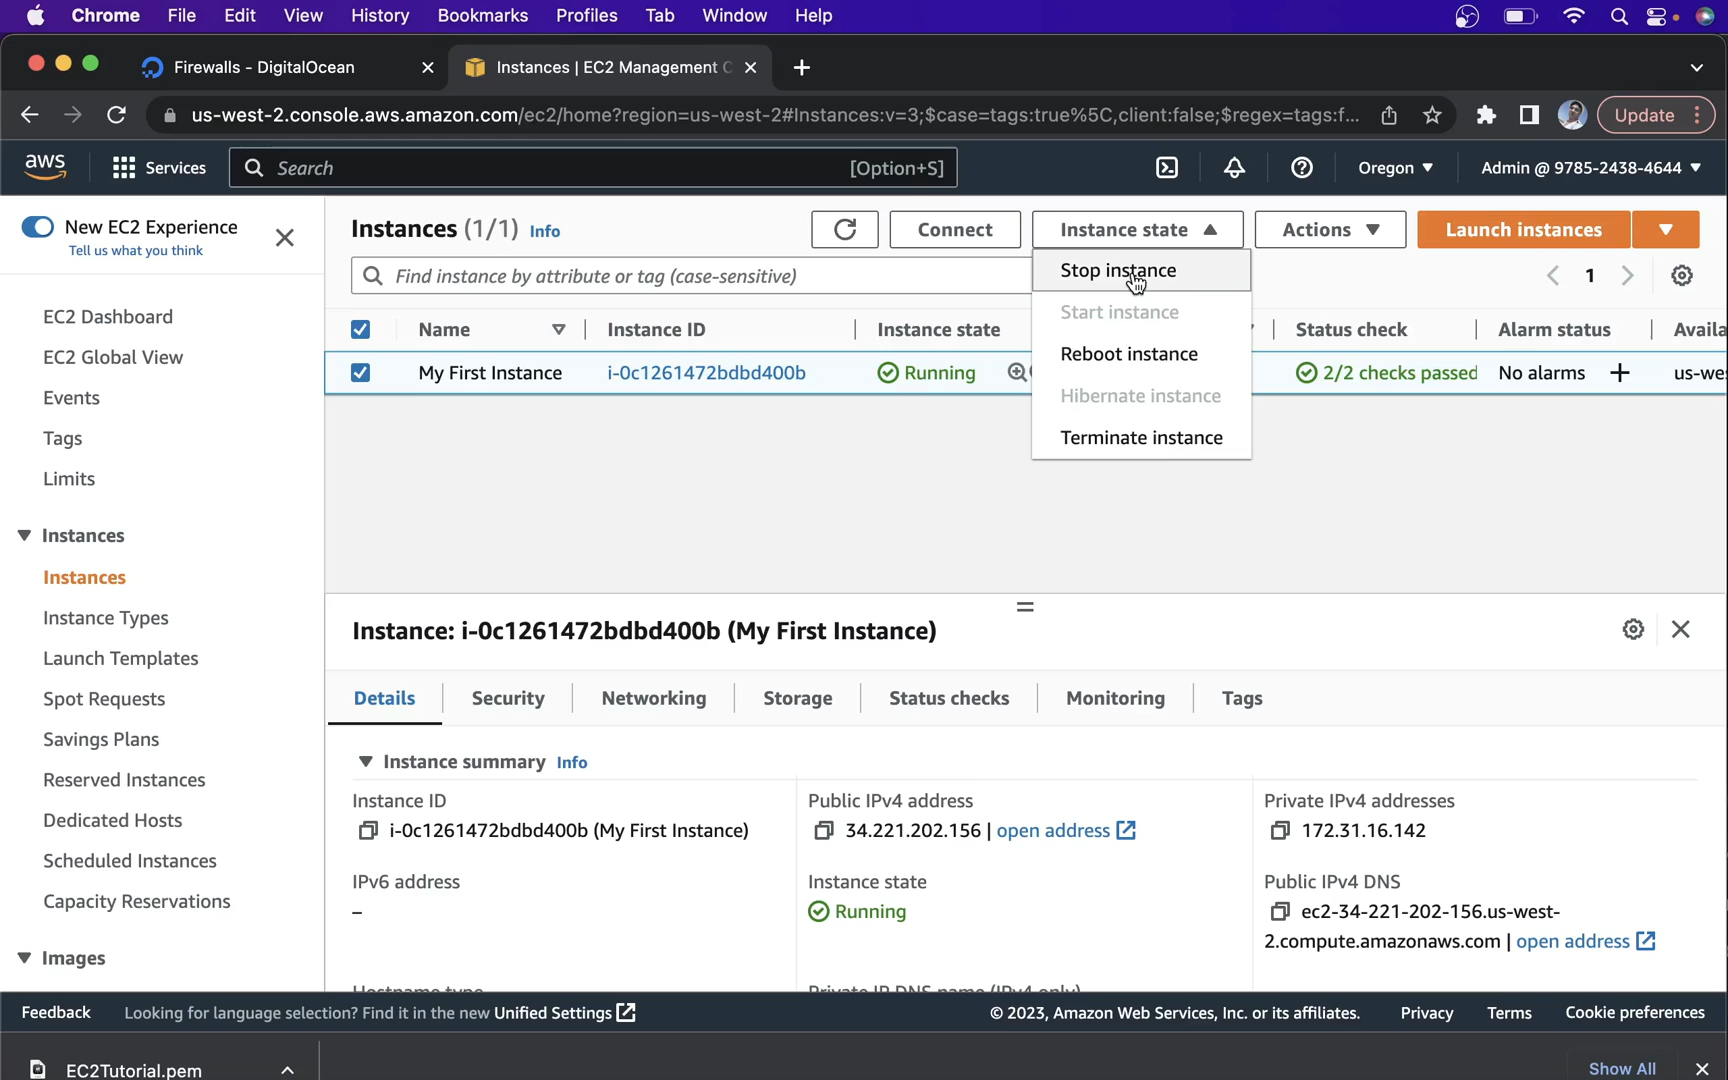 Chrome File Edit View History Bookmarks Profiles Tab Window Help
Firewalls - DigitalOcean
Instances | EC2 Management C
us-west-2.console.aws.amazon.com/ec2/home?region=us-west-2#Instances:v=3;$case=tags:true%5C,client:false;$regex=tags:f... Update
aws Services Search [Option+S] Oregon Admin @ 9785-2438-4644
New EC2 Experience
Tell us what you think
EC2 Dashboard
EC2 Global View
Events
Tags
Limits
Instances
Instances
Instance Types
Launch Templates
Spot Requests
Savings Plans
Reserved Instances
Dedicated Hosts
Scheduled Instances
Capacity Reservations
Images
Instances (1/1) Info Connect Instance state Actions Launch instances
Find instance by attribute or tag (case-sensitive) 1
Stop instance
Start instance
Reboot instance
Hibernate instance
Terminate instance
Name Instance ID Instance state Status check Alarm status Availa
My First Instance i-0c1261472bdbd400b Running 2/2 checks passed No alarms + us-wes
Instance: i-0c1261472bdbd400b (My First Instance)
Details Security Networking Storage Status checks Monitoring Tags
Instance summary Info
Instance ID
i-0c1261472bdbd400b (My First Instance)
Public IPv4 address
34.221.202.156 | open address
Private IPv4 addresses
172.31.16.142
IPv6 address
–
Instance state
Running
Public IPv4 DNS
ec2-34-221-202-156.us-west-
2.compute.amazonaws.com | open address
Hostname type
Private IP DNS name (IPv4 only)
Feedback Looking for language selection? Find it in the new Unified Settings © 2023, Amazon Web Services, Inc. or its affiliates. Privacy Terms Cookie preferences
EC2Tutorial.pem Show All